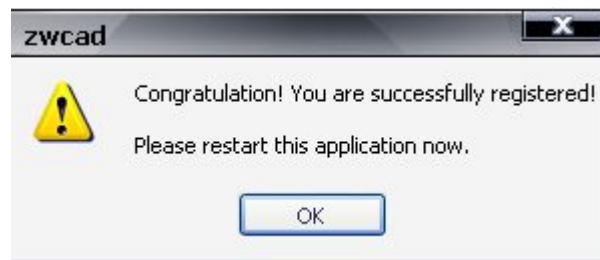 zwcad
Congratulation! You are successfully registered!
Please restart this application now.
OK